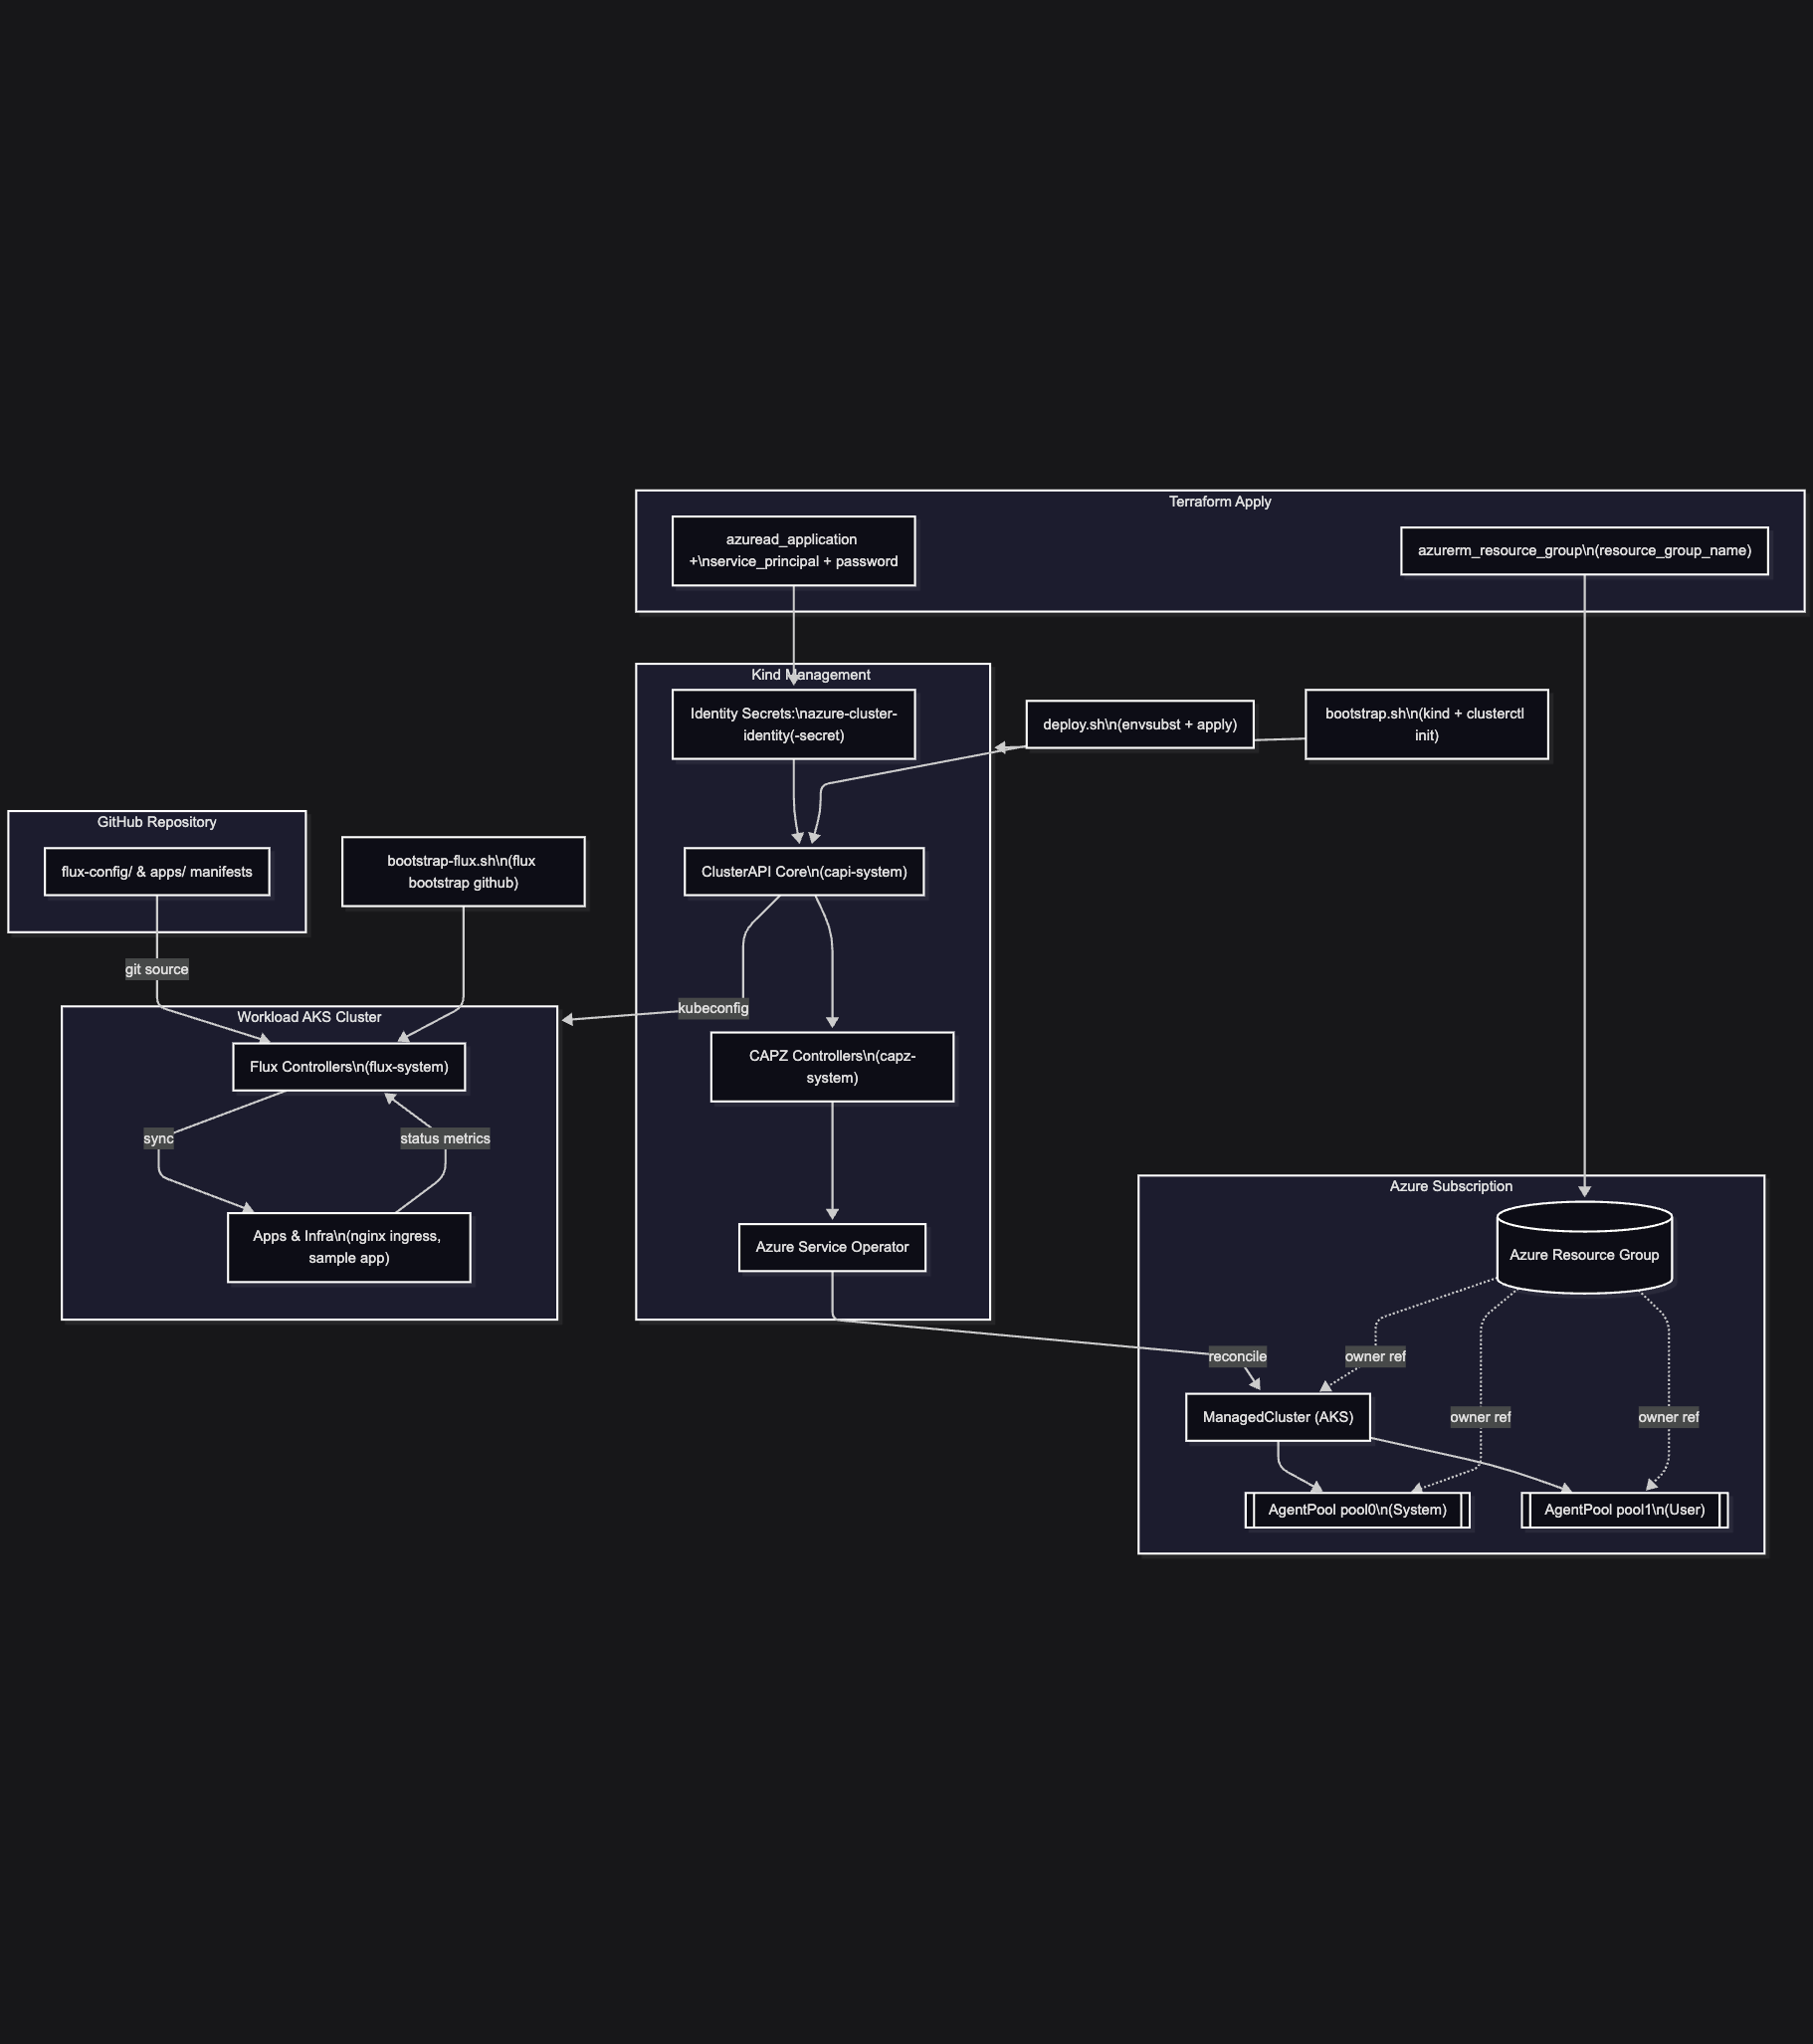 Terraform Apply
azuread_application
+\nservice_principal + password
azurerm_resource_group\n(resource_group_name)
Kind Management
Identity Secrets:\nazure-cluster-
identity(-secret)
deploy.sh\n(envsubst + apply)
bootstrap.sh\n(kind + clusterctl
init)
GitHub Repository
flux-config/ & apps/ manifests
bootstrap-flux.sh\n(flux
bootstrap github)
ClusterAPI Core\n(capi-system)
git source
kubeconfig
Workload AKS Cluster
Flux Controllers\n(flux-system)
CAPZ Controllers\n(capz-
system)
sync
status metrics
Apps & Infra\n(nginx ingress,
sample app)
Azure Service Operator
Azure Subscription
Azure Resource Group
reconcile
owner ref
ManagedCluster (AKS)
owner ref
owner ref
AgentPool pool0\n(System)
AgentPool pool1\n(User)